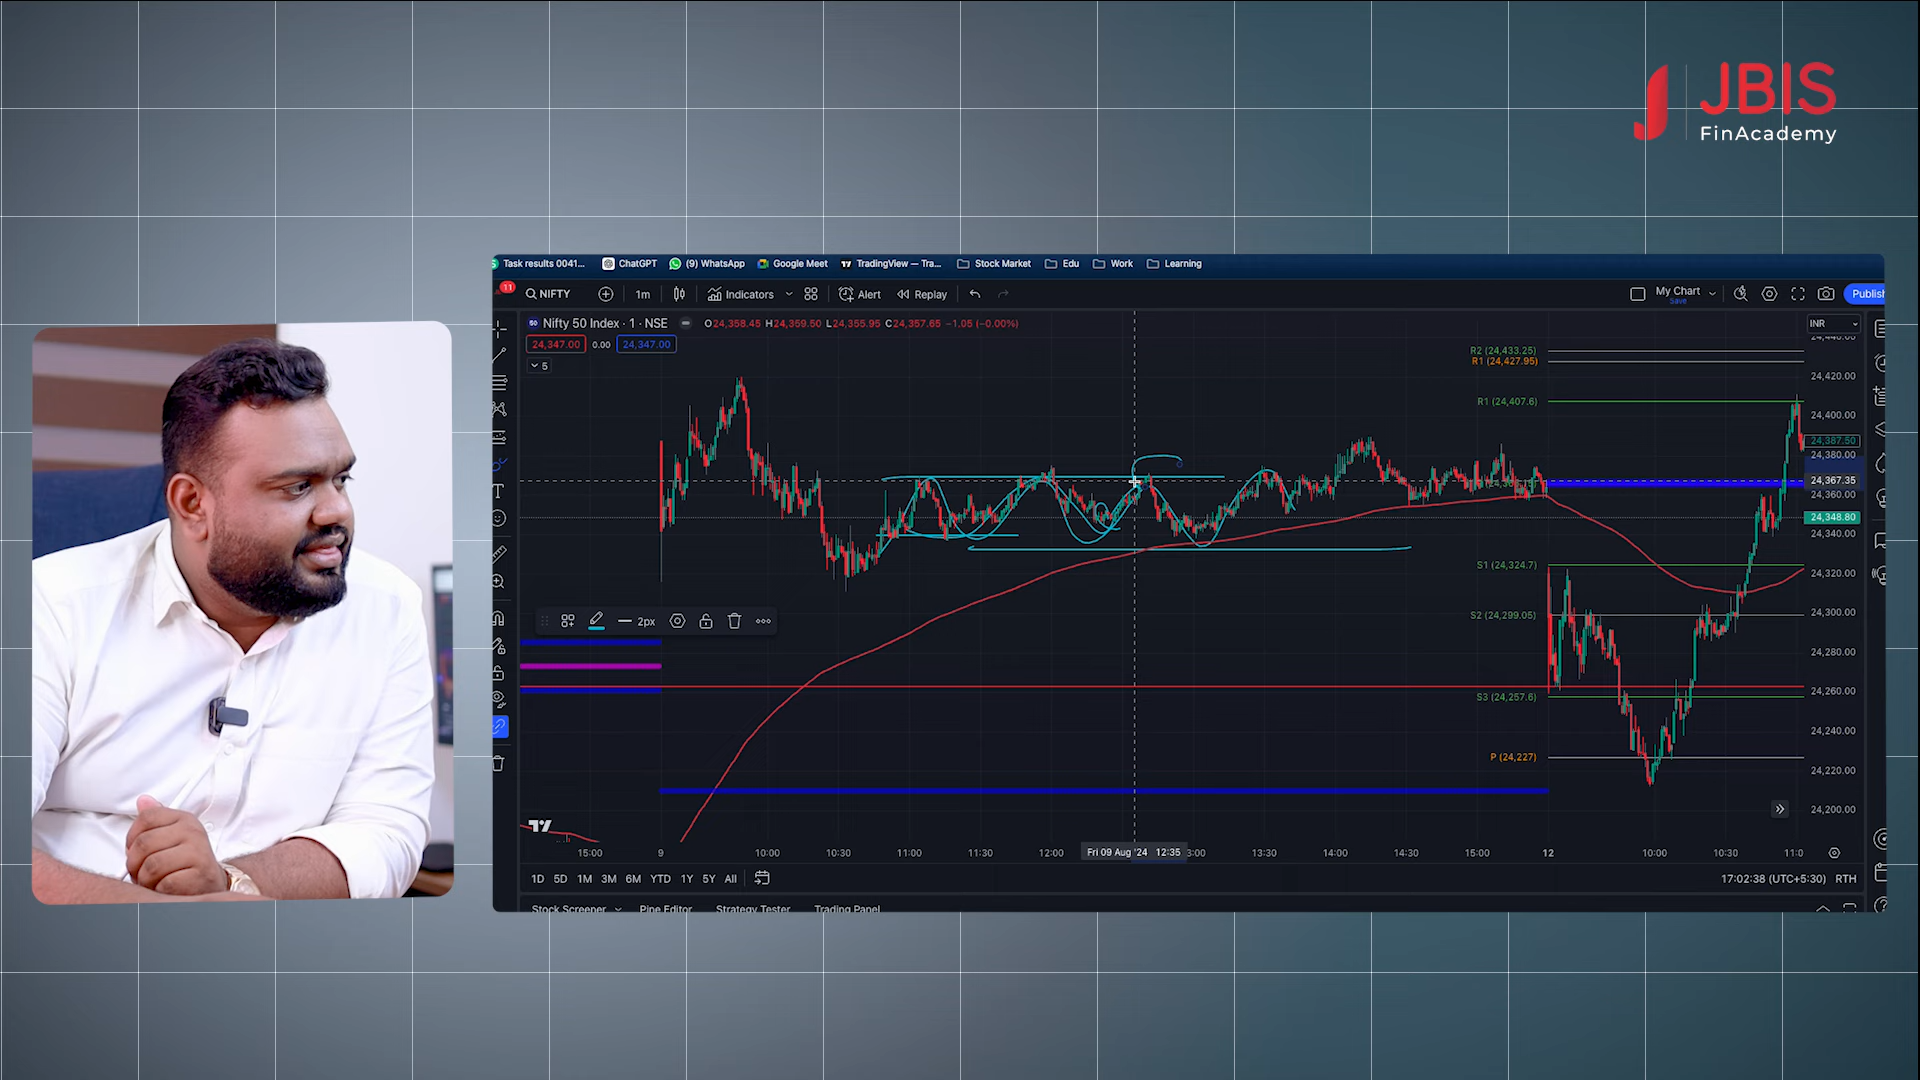 JBIS
FinAcademy
Task results 0041... ChatGPT (9) WhatsApp Google Meet TradingView — Tra... Stock Market Edu Work Learning
11 NIFTY 1m Indicators Alert Replay My Chart Save Publish
Nifty 50 Index · 1 · NSE O24,358.45 H24,359.50 L24,355.95 C24,357.65 −1.05 (−0.00%) INR
24,347.00 0.00 24,347.00
5
R2 (24,433.25)
R1 (24,427.95)
24,420.00
R1 (24,407.6)
24,400.00
24,387.50
24,380.00
24,367.35
24,360.00
24,348.80
24,340.00
S1 (24,324.7)
24,320.00
S2 (24,299.05)
24,300.00
2px
24,280.00
24,260.00
S3 (24,257.6)
24,240.00
P (24,227)
24,220.00
24,200.00
15:00 9 10:00 10:30 11:00 11:30 12:00 Fri 09 Aug '24 12:35 3:00 13:30 14:00 14:30 15:00 12 10:00 10:30 11:0
1D 5D 1M 3M 6M YTD 1Y 5Y All 17:02:38 (UTC+5:30) RTH
Stock Screener Pine Editor Strategy Tester Trading Panel